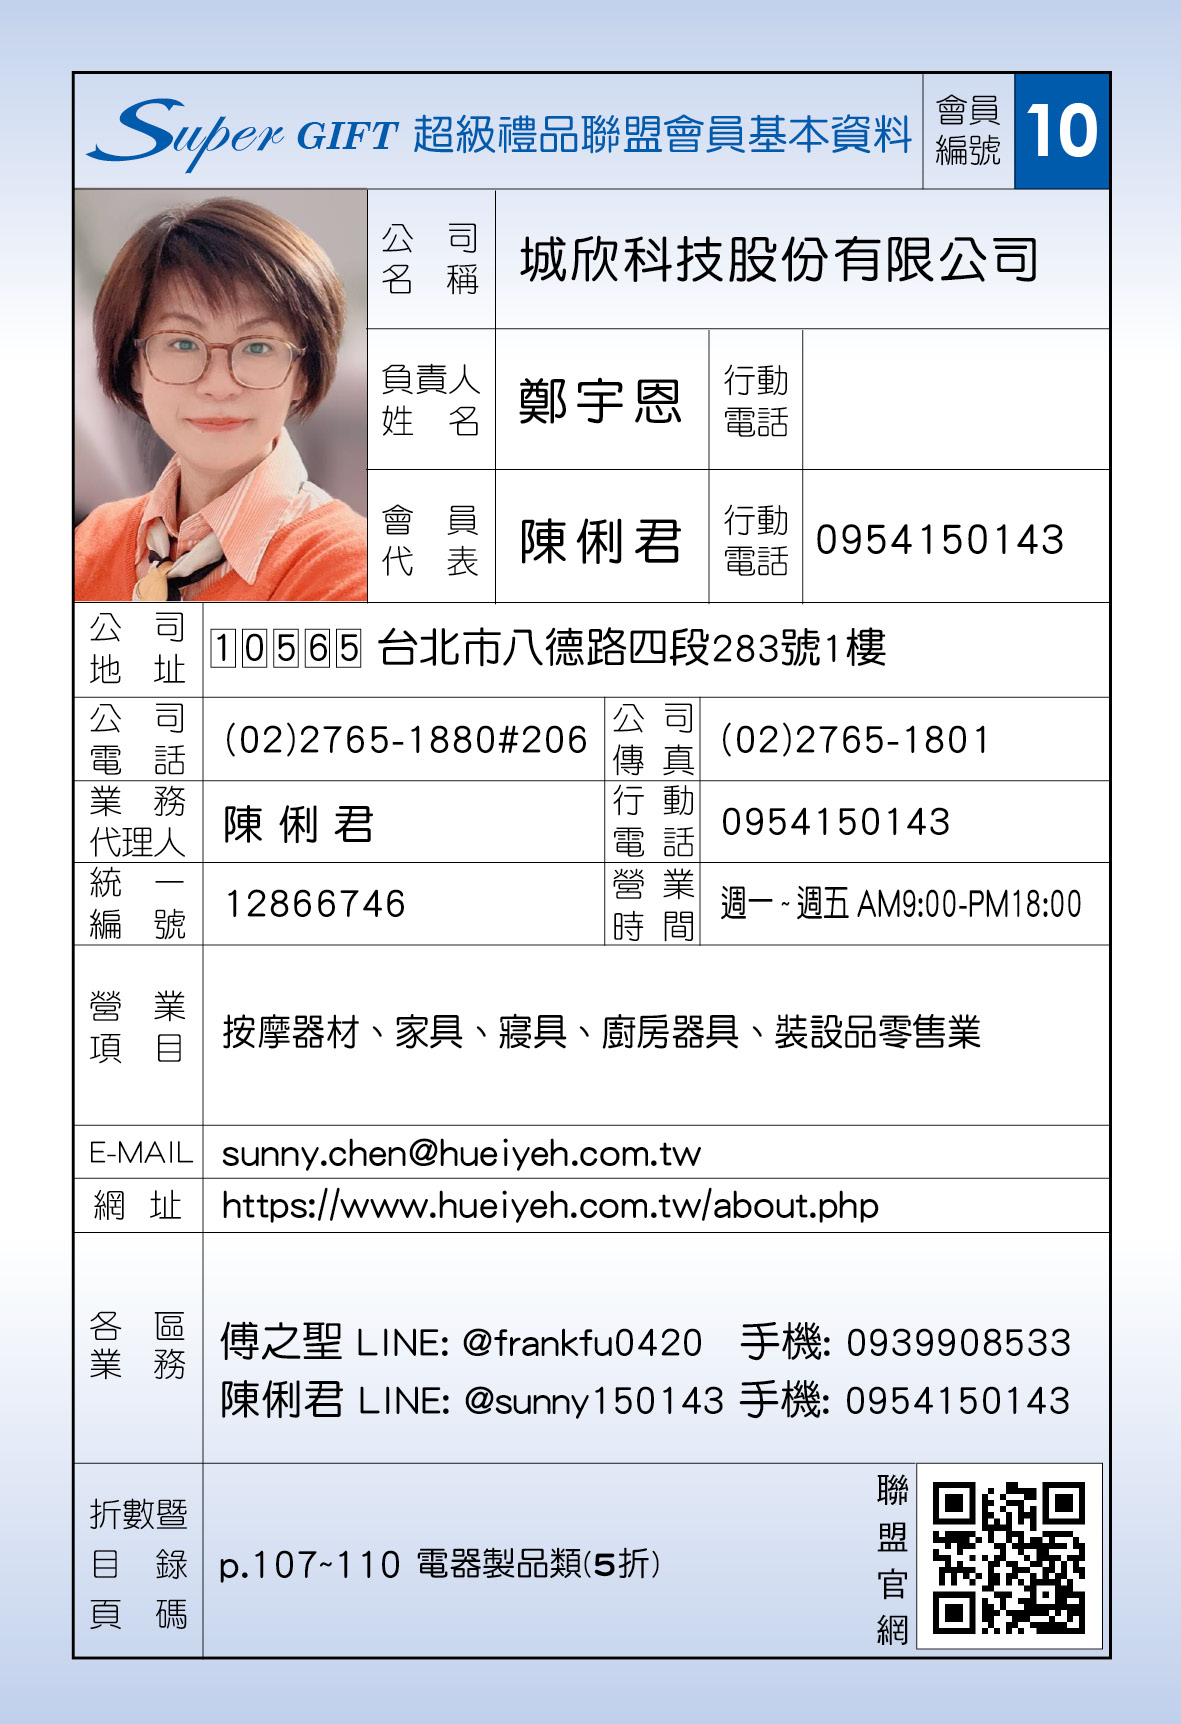 Super GIFT 超級禮品聯盟會員基本資料 會員編號 10
公司名稱 城欣科技股份有限公司
負責人姓名 鄭宇恩 行動電話
會員代表 陳俐君 行動電話 0954150143
公司地址 10565 台北市八德路四段283號1樓
公司電話 (02)2765-1880#206 公司傳真 (02)2765-1801
業務代理人 陳俐君 行動電話 0954150143
統一編號 12866746 營業時間 週一~週五 AM9:00-PM18:00
營業項目 按摩器材、家具、寢具、廚房器具、裝設品零售業
E-MAIL sunny.chen@hueiyeh.com.tw
網址 https://www.hueiyeh.com.tw/about.php
各區業務 傅之聖 LINE: @frankfu0420 手機: 0939908533
陳俐君 LINE: @sunny150143 手機: 0954150143
折數暨目錄頁碼 p.107~110 電器製品類(5折) 聯盟官網